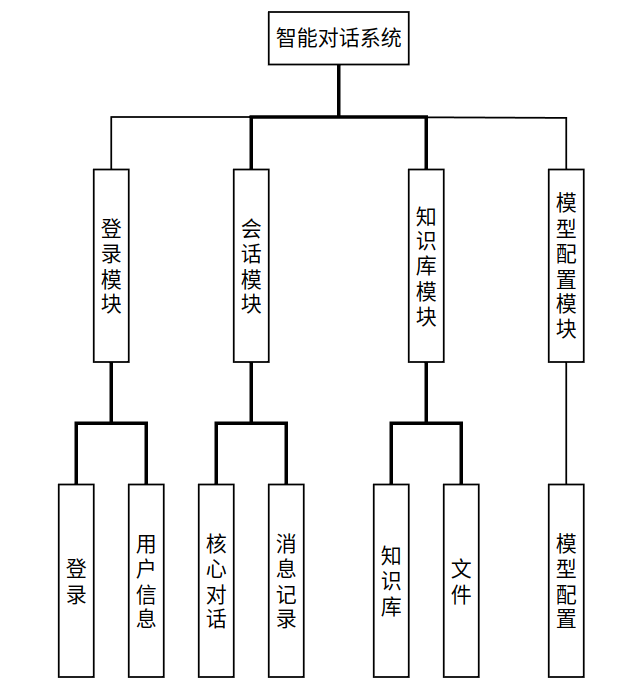 智能对话系统
登录模块
会话模块
知识库模块
模型配置模块
登录
用户信息
核心对话
消息记录
知识库
文件
模型配置